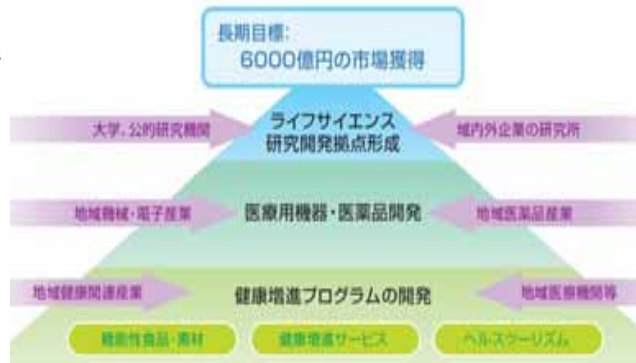 長期目標:
6000億円の市場獲得
大学、公的研究機関
ライフサイエンス
研究開発拠点形成
域内外企業の研究所
地域機械・電子産業
医療用機器・医薬品開発
地域医薬品産業
地域健康関連産業
健康増進プログラムの開発
地域医療機関等
機能性食品・素材
健康増進サービス
ヘルスツーリズム